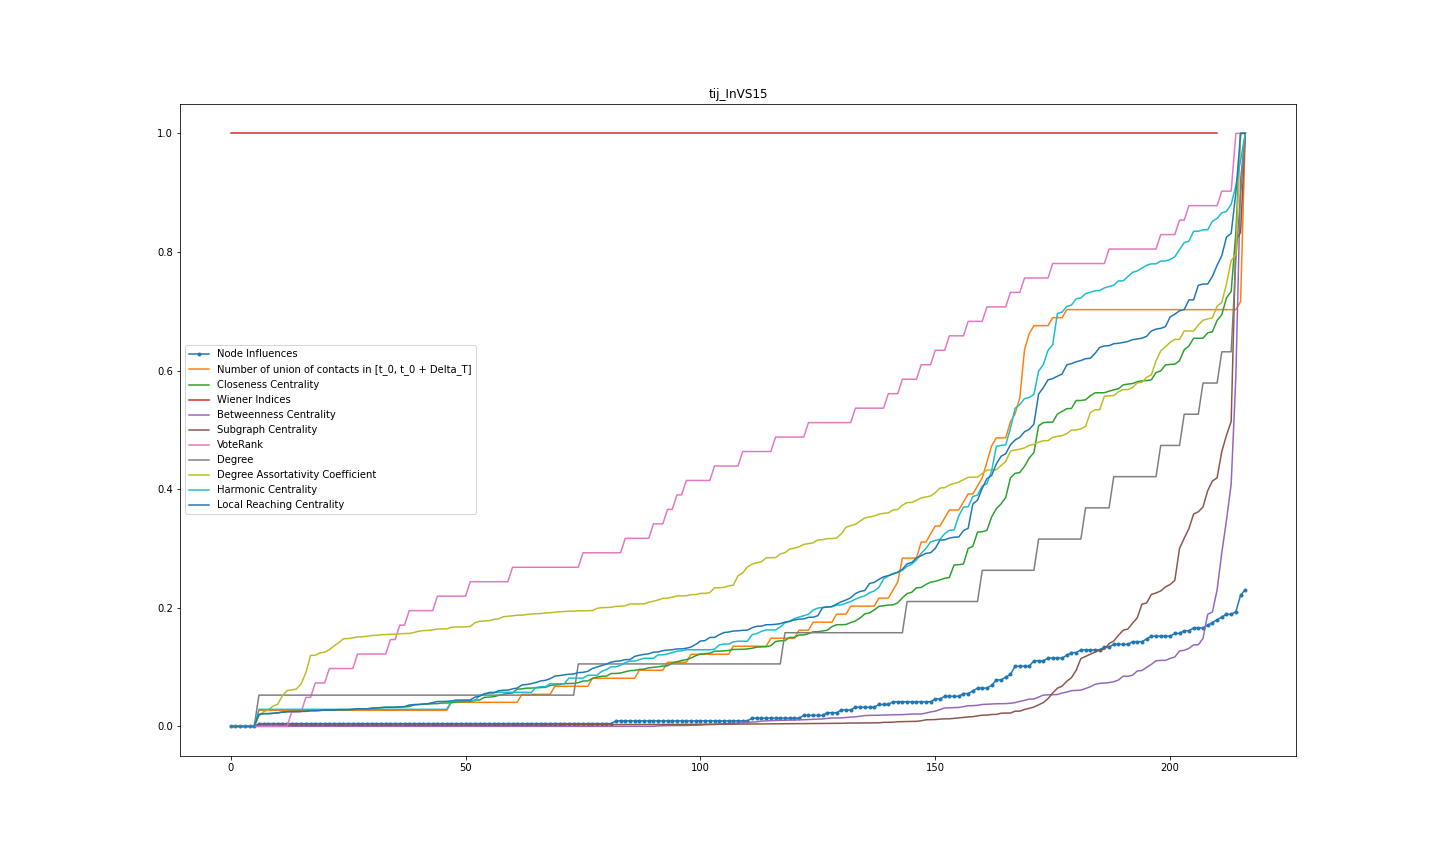 tij_InVS15
1.0
0.8
0.6
0.4
0.2
0.0
Node Influences
Number of union of contacts in [t_0, t_0 + Delta_T]
Closeness Centrality
Wiener Indices
Betweenness Centrality
Subgraph Centrality
VoteRank
Degree
Degree Assortativity Coefficient
Harmonic Centrality
Local Reaching Centrality
0 50 100 150 200